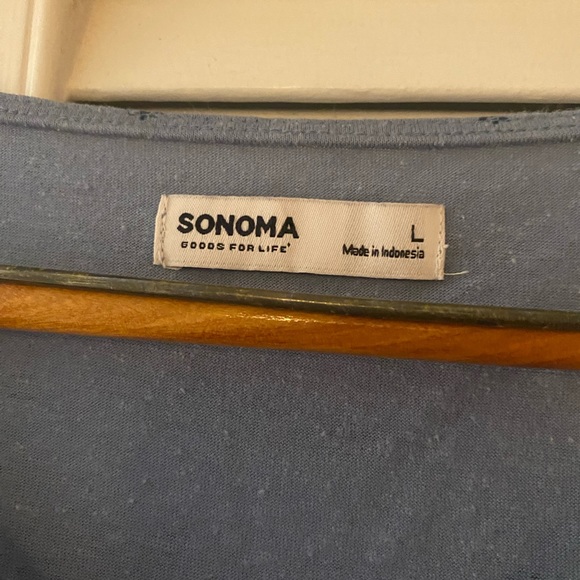 SONOMA
GOODS FOR LIFE+
L
Made in Indonesia